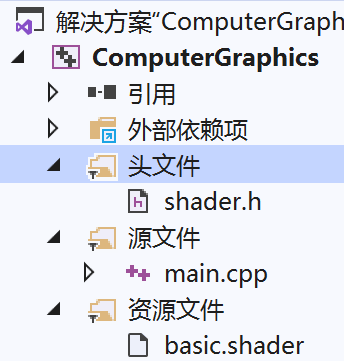 解决方案“ComputerGraph
ComputerGraphics
引用
外部依赖项
头文件
shader.h
源文件
main.cpp
资源文件
basic.shader